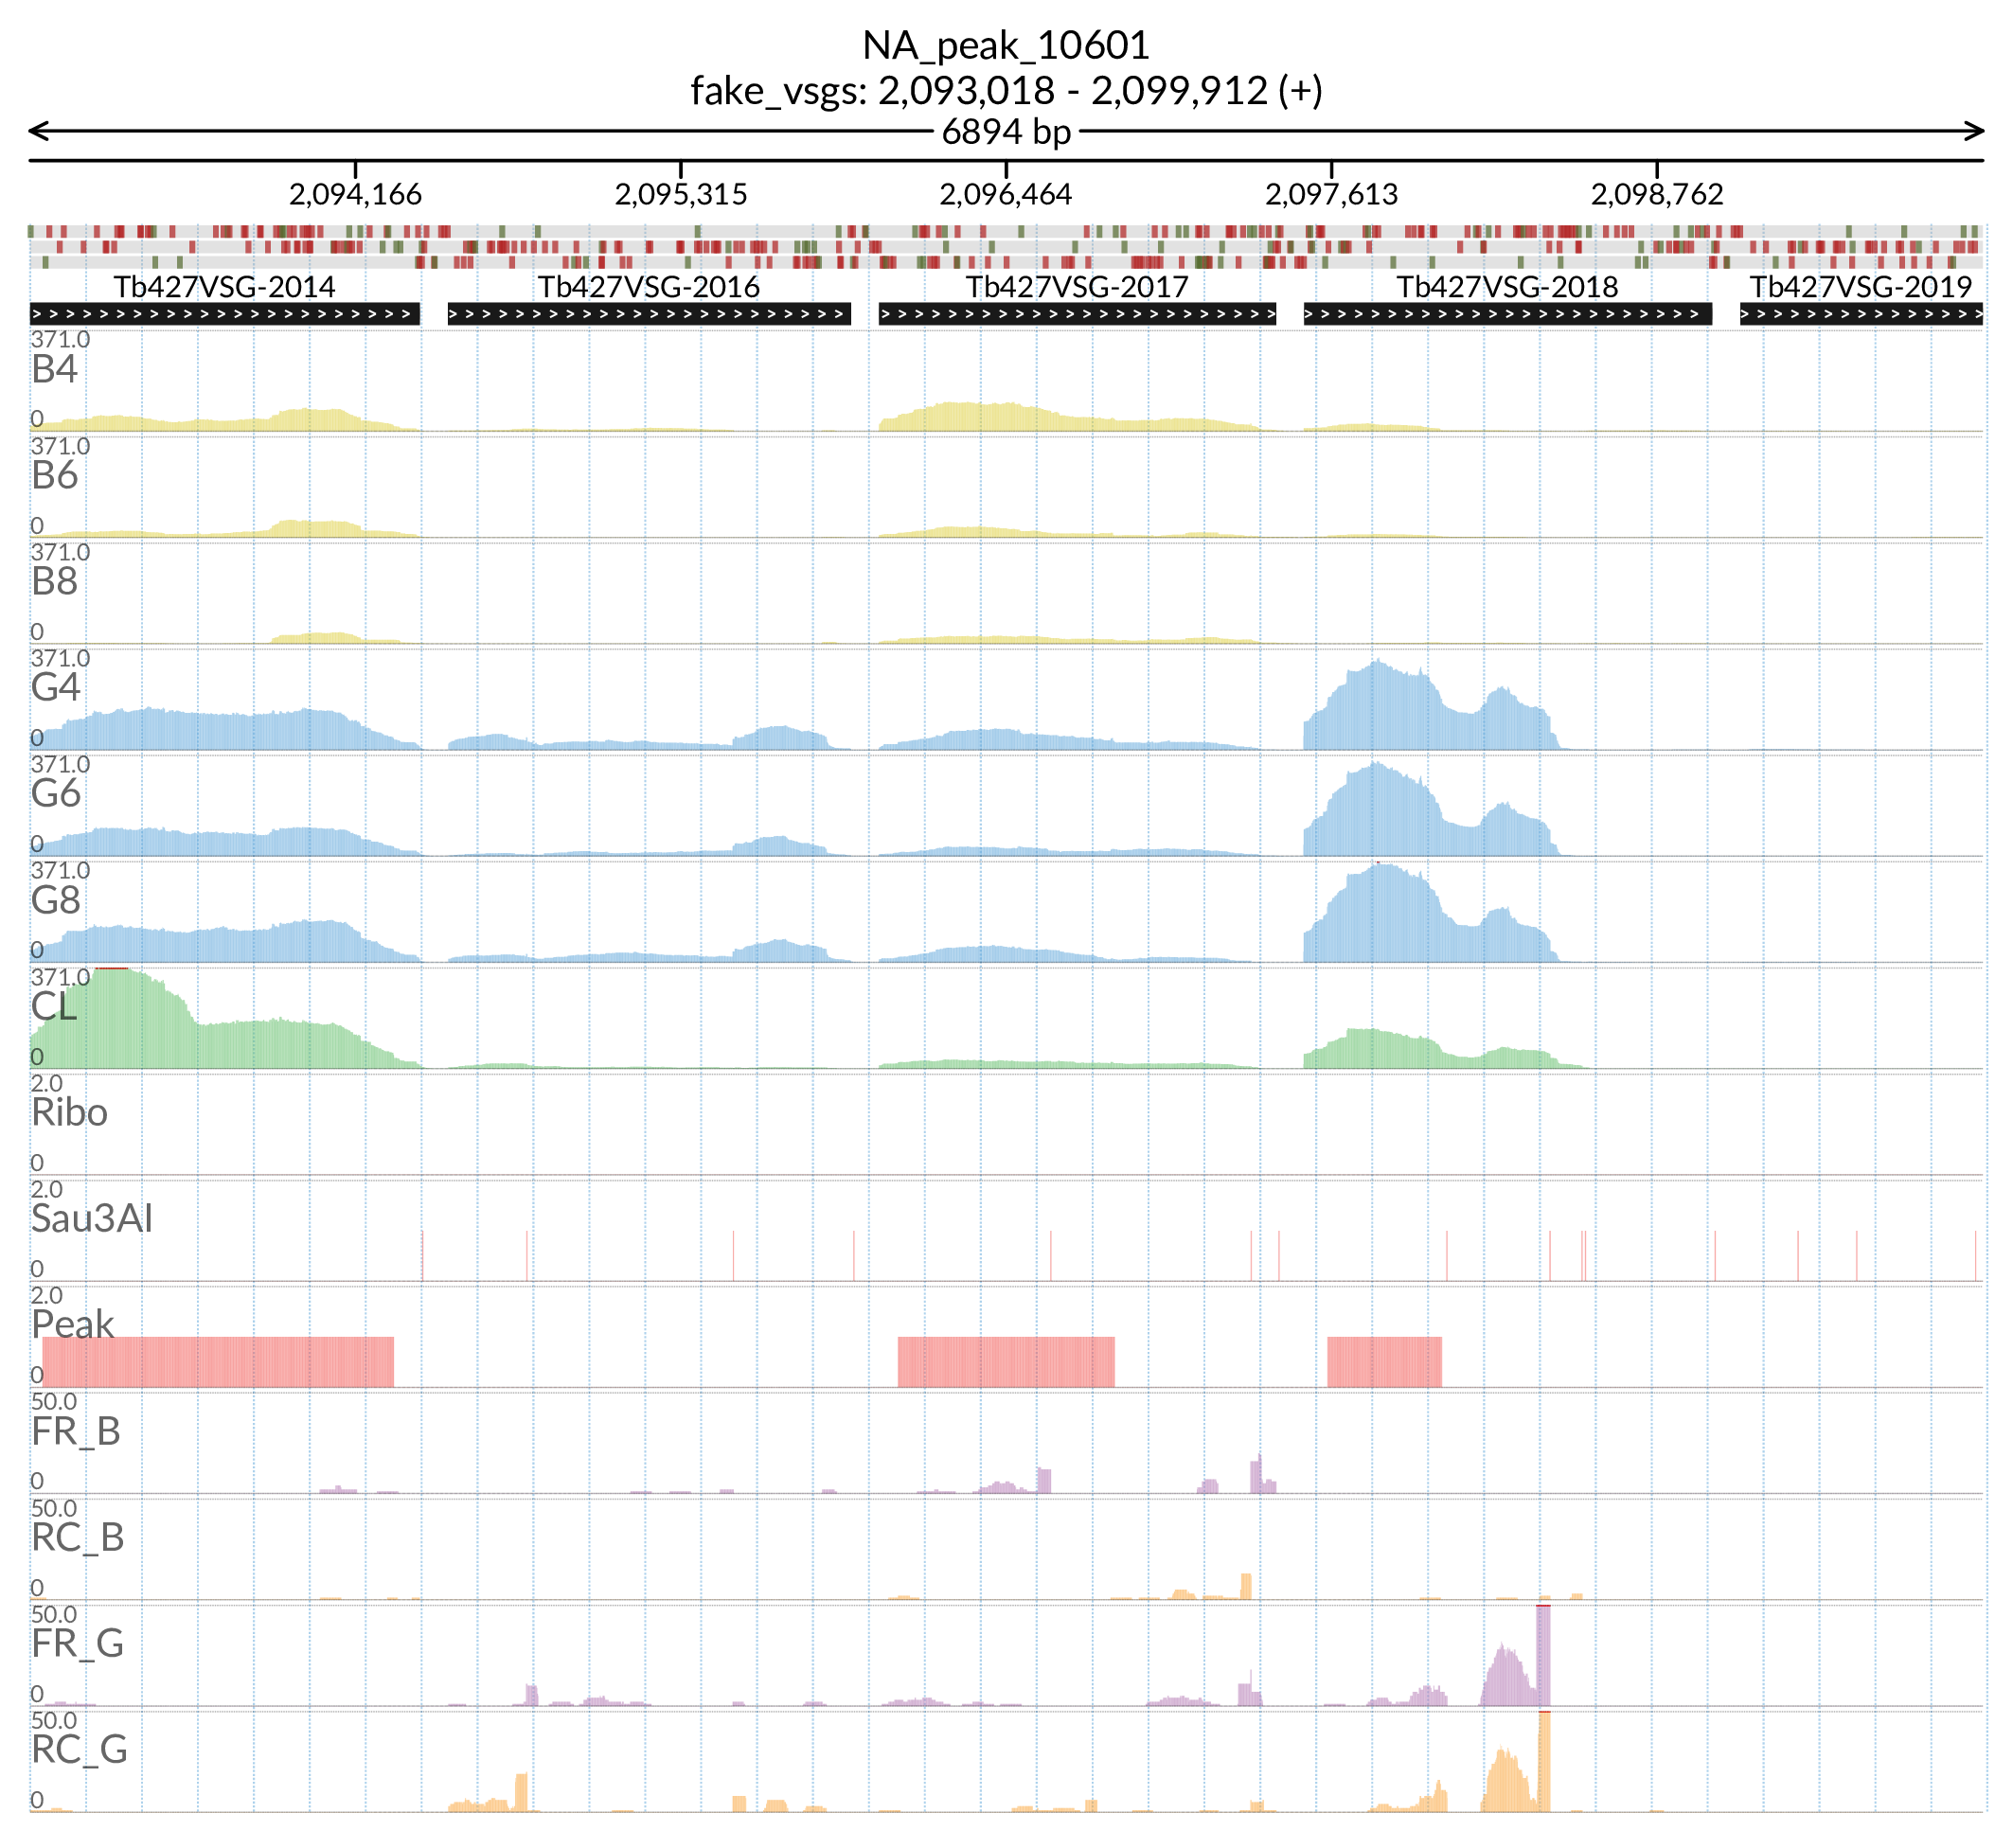 NA_peak_10601
fake_vsgs: 2,093,018 - 2,099,912 (+)
6894 bp
2,094,166 2,095,315 2,096,464 2,097,613 2,098,762
Tb427VSG-2014 Tb427VSG-2016 Tb427VSG-2017 Tb427VSG-2018 Tb427VSG-2019
371.0
B4
0
371.0
B6
0
371.0
B8
0
371.0
G4
0
371.0
G6
0
371.0
G8
0
371.0
CL
0
2.0
Ribo
0
2.0
Sau3AI
0
2.0
Peak
0
50.0
FR_B
0
50.0
RC_B
0
50.0
FR_G
0
50.0
RC_G
0